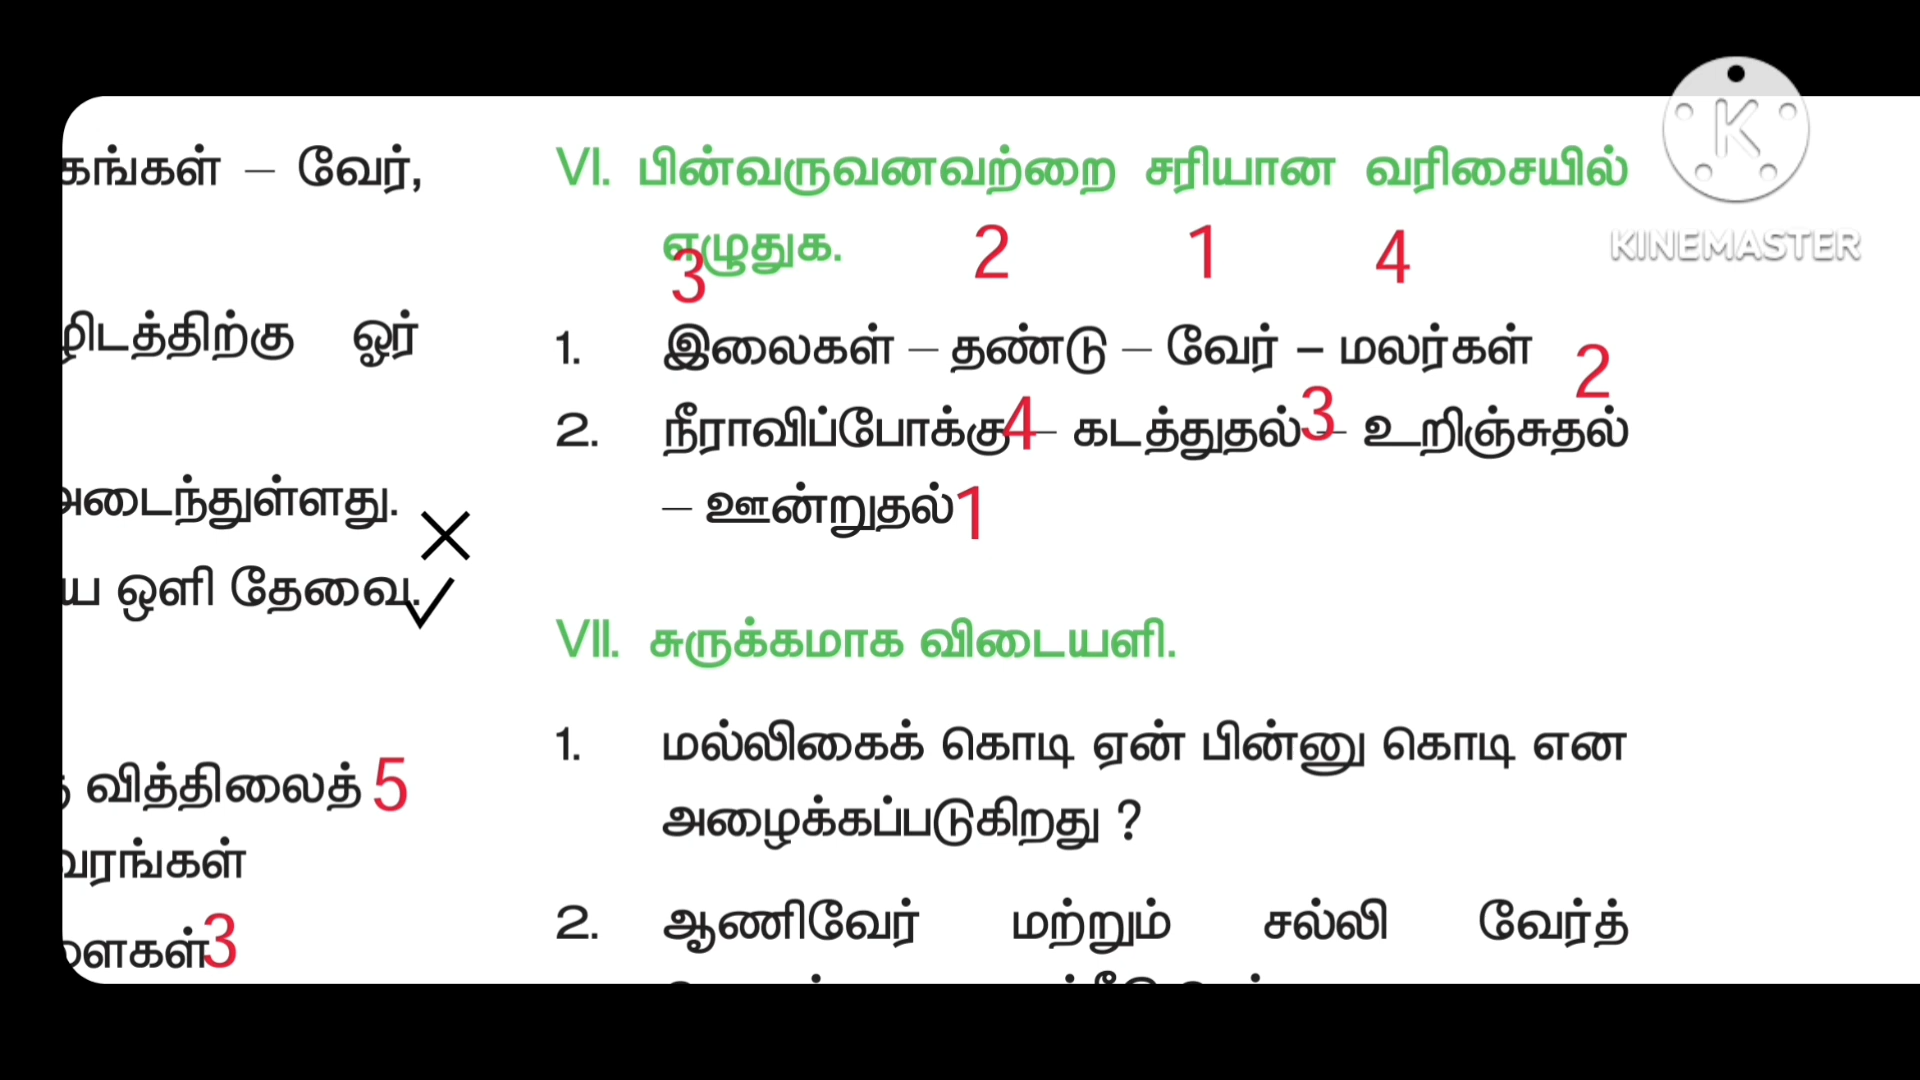 கங்கள் – வேர்,
ழிடத்திற்கு ஓர்
அடைந்துள்ளது.
ய ஒளி தேவை.
வித்திலைத் 5
வரங்கள்
ளைகள் 3
VI. பின்வருவனவற்றை சரியான வரிசையில்
எழுதுக.
3 2 1 4
1. இலைகள் – தண்டு – வேர் – மலர்கள்
2. நீராவிப்போக்கு 4 – கடத்துதல் 3 – உறிஞ்சுதல் 2
– ஊன்றுதல் 1
VII. சுருக்கமாக விடையளி.
1. மல்லிகைக் கொடி ஏன் பின்னு கொடி என
அழைக்கப்படுகிறது ?
2. ஆணிவேர் மற்றும் சல்லி வேர்த்
K
KINEMASTER